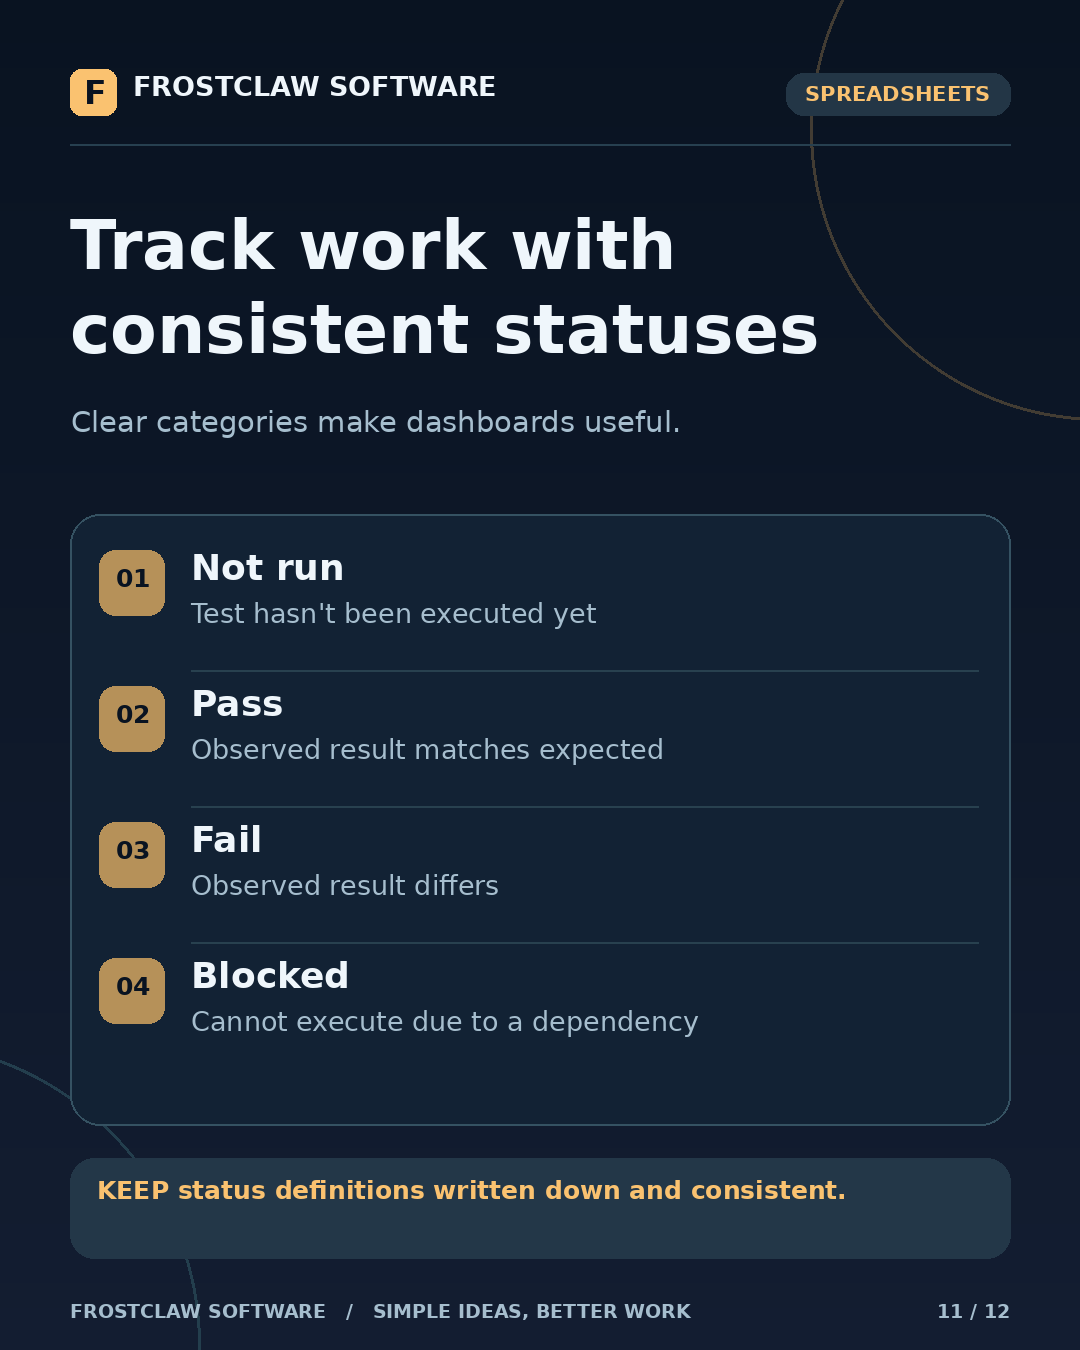 F FROSTCLAW SOFTWARE
SPREADSHEETS
Track work with
consistent statuses
Clear categories make dashboards useful.
01 Not run
Test hasn't been executed yet
02 Pass
Observed result matches expected
03 Fail
Observed result differs
04 Blocked
Cannot execute due to a dependency
KEEP status definitions written down and consistent.
FROSTCLAW SOFTWARE / SIMPLE IDEAS, BETTER WORK 11 / 12